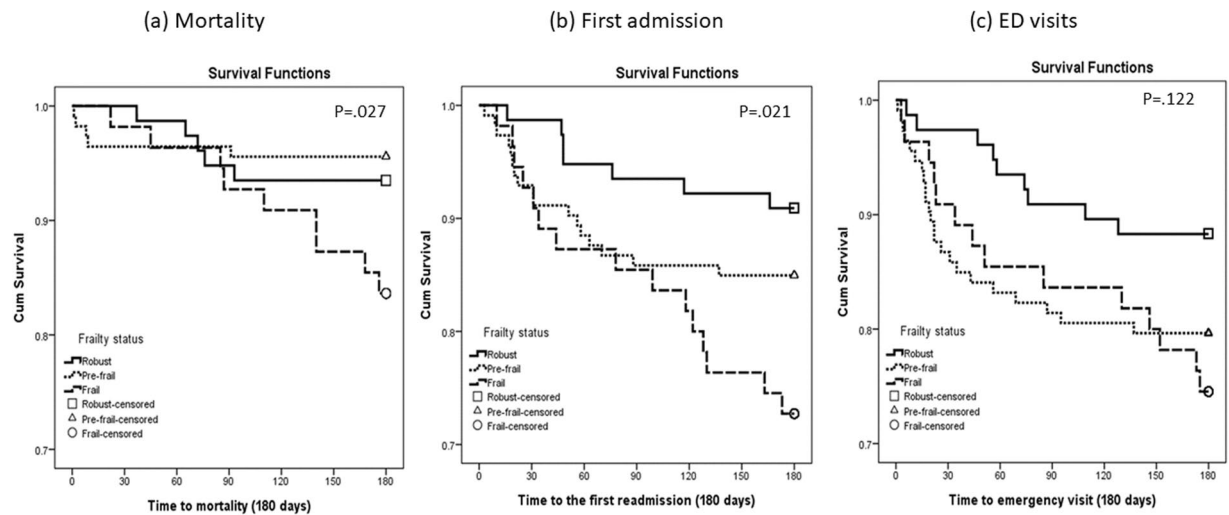 (a) Mortality
Survival Functions
P=.027
Cum Survival
1.0
0.9
0.8
0.7
Frailty status
Robust
Pre-frail
Frail
Robust-censored
Pre-frail-censored
Frail-censored
0 30 60 90 120 150 180
Time to mortality (180 days)
(b) First admission
Survival Functions
P=.021
Cum Survival
1.0
0.9
0.8
0.7
Frailty status
Robust
Pre-frail
Frail
Robust-censored
Pre-frail-censored
Frail-censored
0 30 60 90 120 150 180
Time to the first readmission (180 days)
(c) ED visits
Survival Functions
P=.122
Cum Survival
1.0
0.9
0.8
0.7
Frailty status
Robust
Pre-frail
Frail
Robust-censored
Pre-frail-censored
Frail-censored
0 30 60 90 120 150 180
Time to emergency visit (180 days)